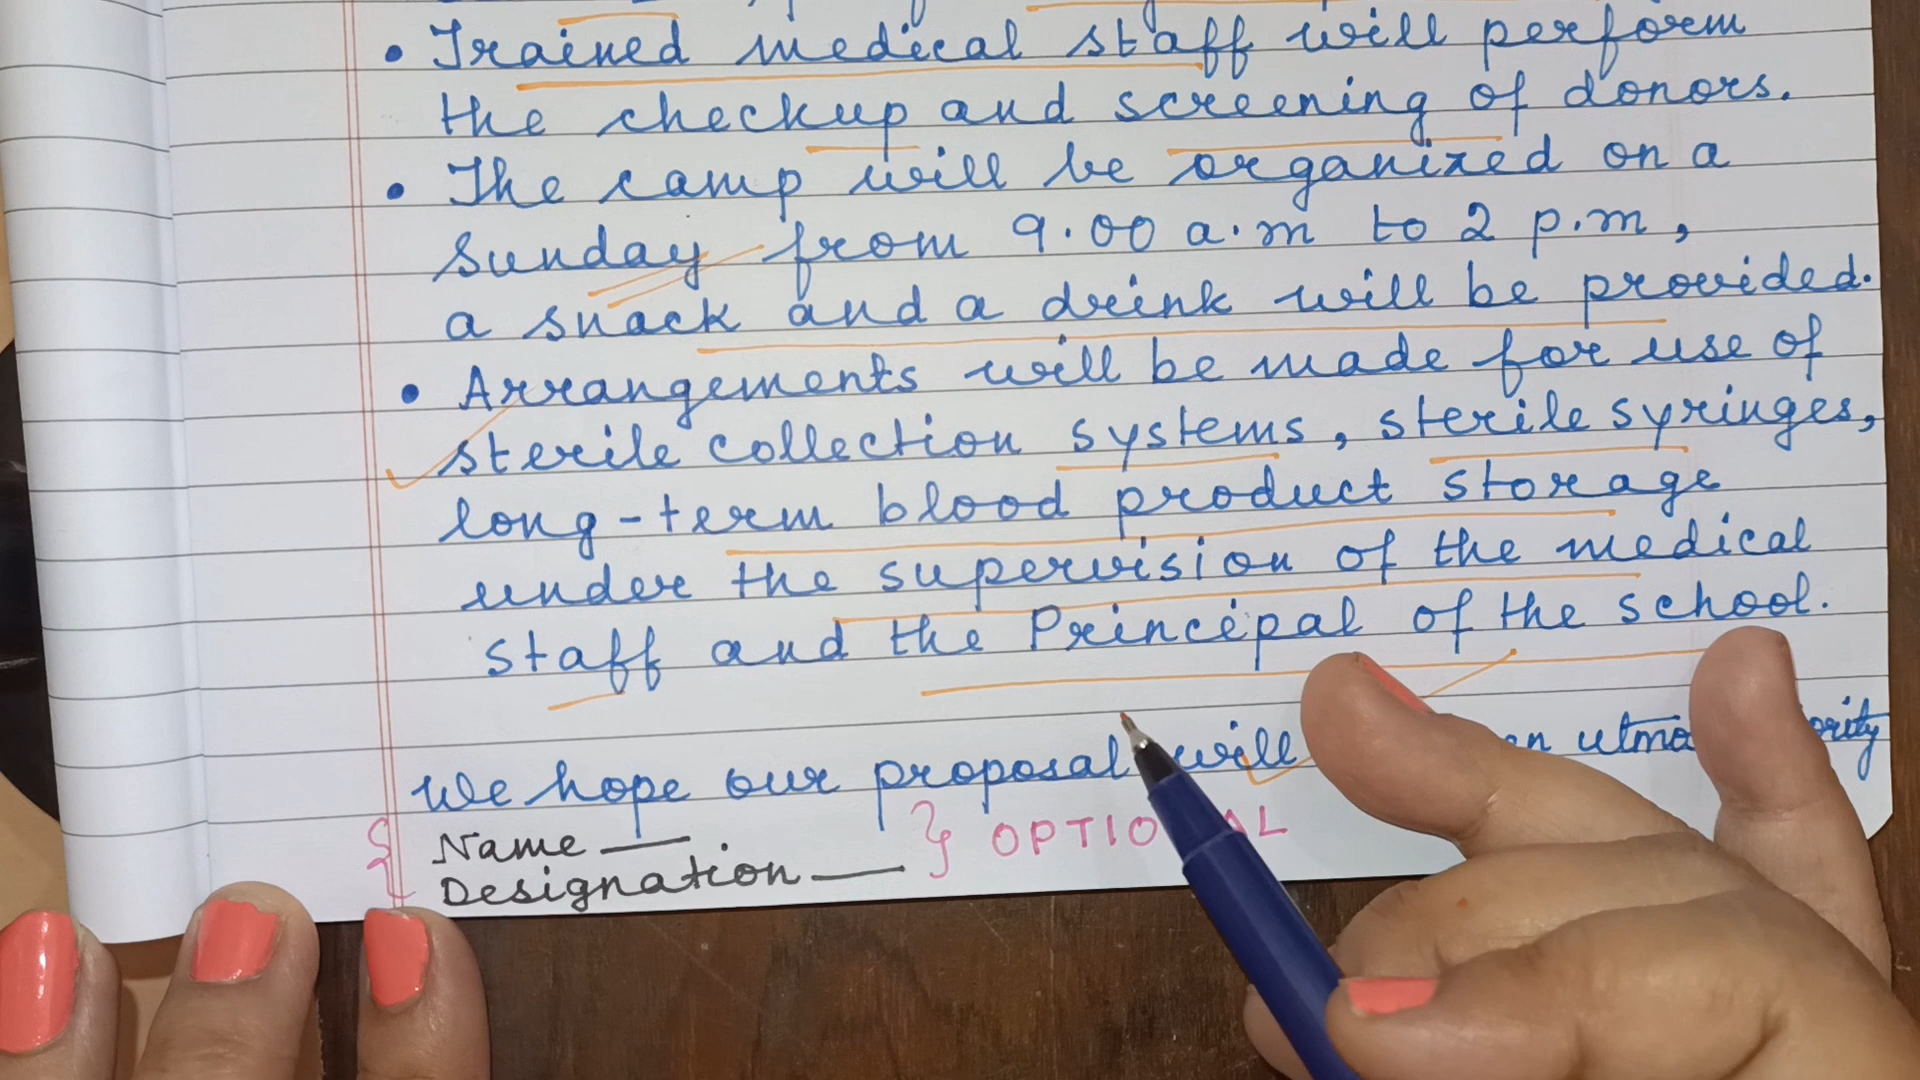 • Trained medical staff will perform
the checkup and screening of donors.
• The camp will be organized on a
Sunday from 9.00 a.m to 2 p.m,
a snack and a drink will be provided.
• Arrangements will be made for use of
sterile collection systems, sterile syringes,
long-term blood product storage
under the supervision of the medical
staff and the Principal of the school.
We hope our proposal will
Name —
Designation — } OPTIONAL